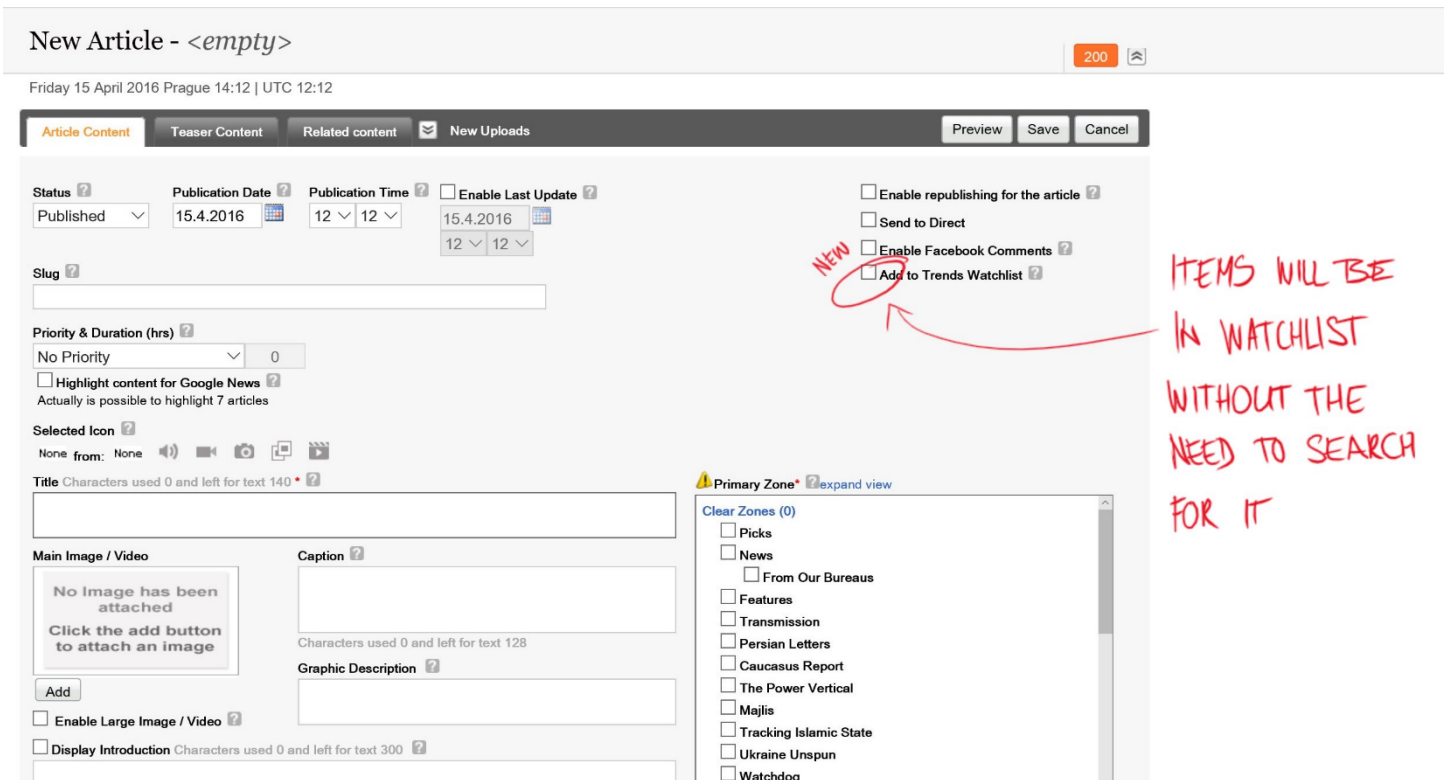 New Article - <empty>
200
Friday 15 April 2016 Prague 14:12 | UTC 12:12
Article Content Teaser Content Related content New Uploads Preview Save Cancel
Status ? Publication Date ? Publication Time ? Enable Last Update ? Enable republishing for the article ?
Published 15.4.2016 12 12 15.4.2016 Send to Direct
12 12 Enable Facebook Comments ?
NEW
Slug ? Add to Trends Watchlist ?
ITEMS WILL BE
IN WATCHLIST
WITHOUT THE
NEED TO SEARCH
FOR IT
Priority & Duration (hrs) ?
No Priority 0
Highlight content for Google News ?
Actually is possible to highlight 7 articles
Selected Icon ?
None from: None
Title Characters used 0 and left for text 140 * ?
Primary Zone* ? expand view
Clear Zones (0)
Picks
News
From Our Bureaus
Features
Transmission
Persian Letters
Caucasus Report
The Power Vertical
Majlis
Tracking Islamic State
Ukraine Unspun
Watchdog
Main Image / Video Caption ?
No Image has been
attached
Click the add button
to attach an image
Characters used 0 and left for text 128
Graphic Description ?
Add
Enable Large Image / Video ?
Display Introduction Characters used 0 and left for text 300 ?